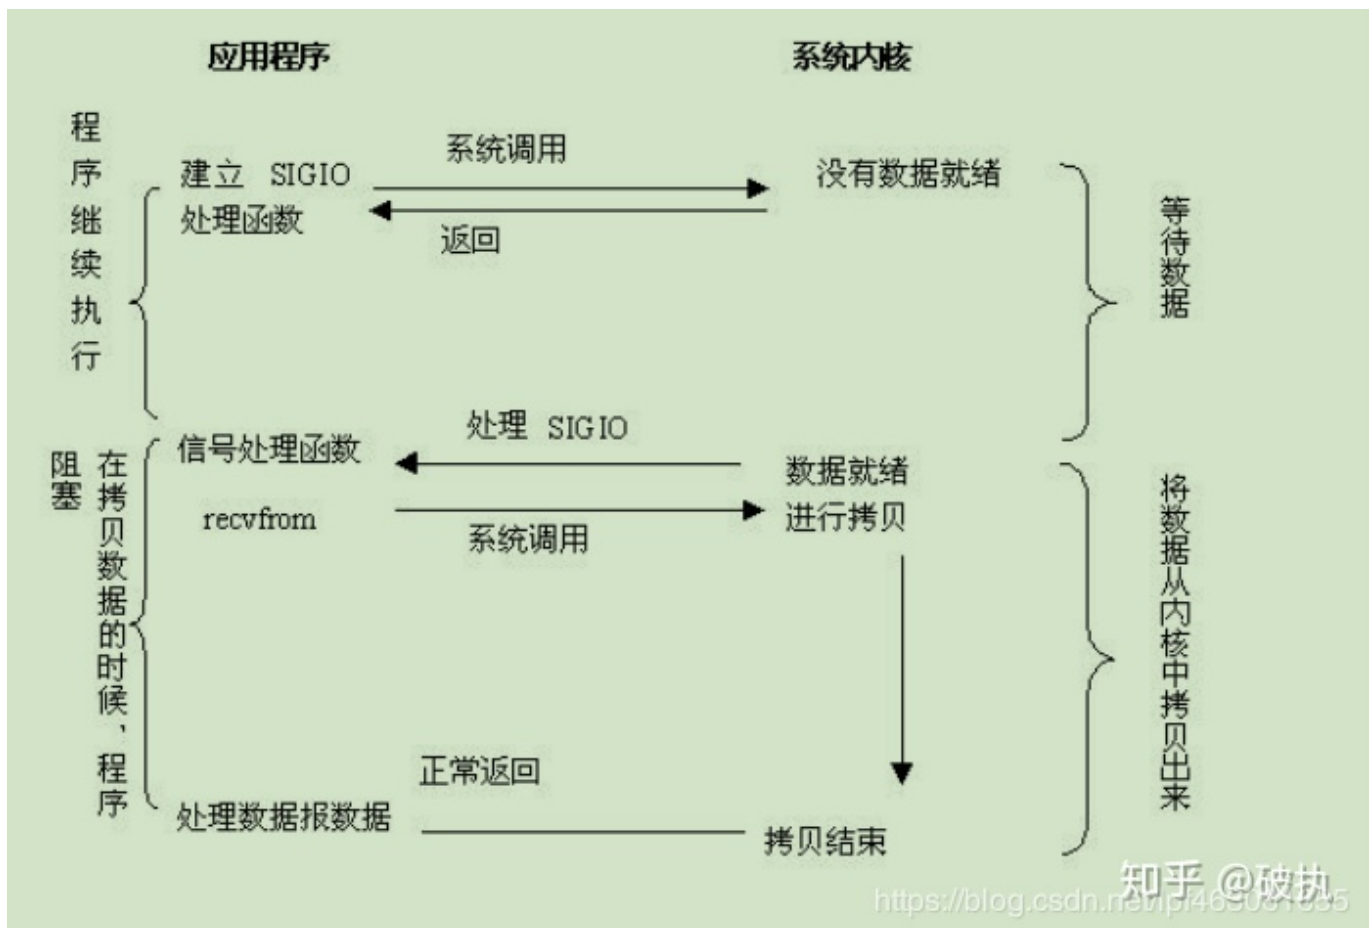 应用程序
系统内核
程序继续执行
建立 SIGIO
处理函数
系统调用
返回
没有数据就绪
等待数据
信号处理函数
处理 SIGIO
数据就绪
进行拷贝
recvfrom
系统调用
在拷贝数据的时候、程序
阻塞
将数据从内核中拷贝出来
正常返回
处理数据报数据
拷贝结束
知乎 @破执